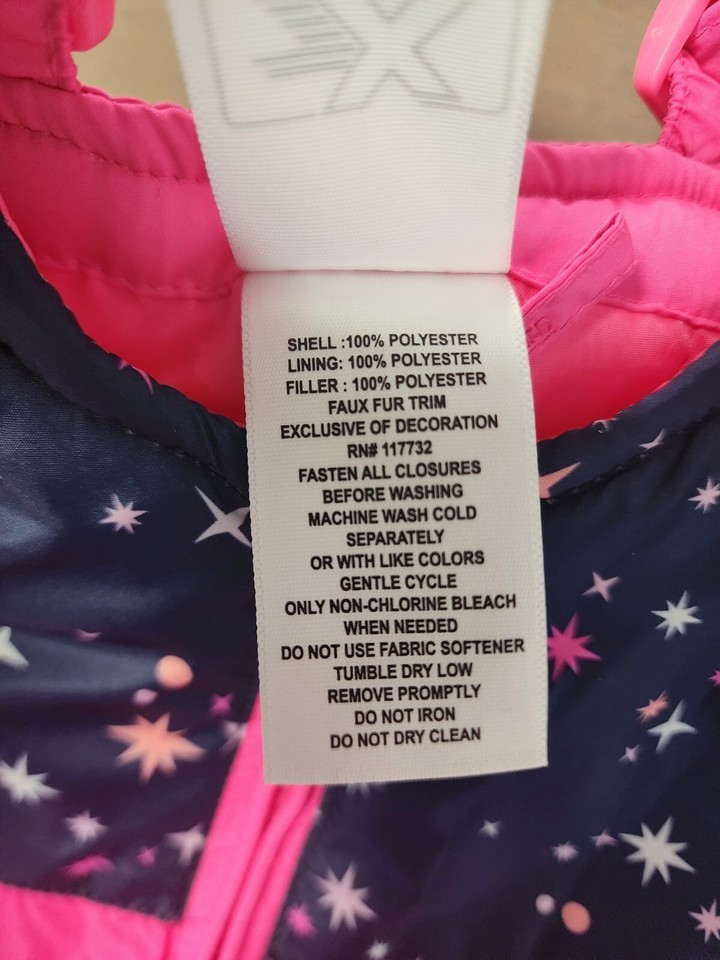 SHELL :100% POLYESTER
LINING: 100% POLYESTER
FILLER : 100% POLYESTER
FAUX FUR TRIM
EXCLUSIVE OF DECORATION
RN# 117732
FASTEN ALL CLOSURES
BEFORE WASHING
MACHINE WASH COLD
SEPARATELY
OR WITH LIKE COLORS
GENTLE CYCLE
ONLY NON-CHLORINE BLEACH
WHEN NEEDED
DO NOT USE FABRIC SOFTENER
TUMBLE DRY LOW
REMOVE PROMPTLY
DO NOT IRON
DO NOT DRY CLEAN